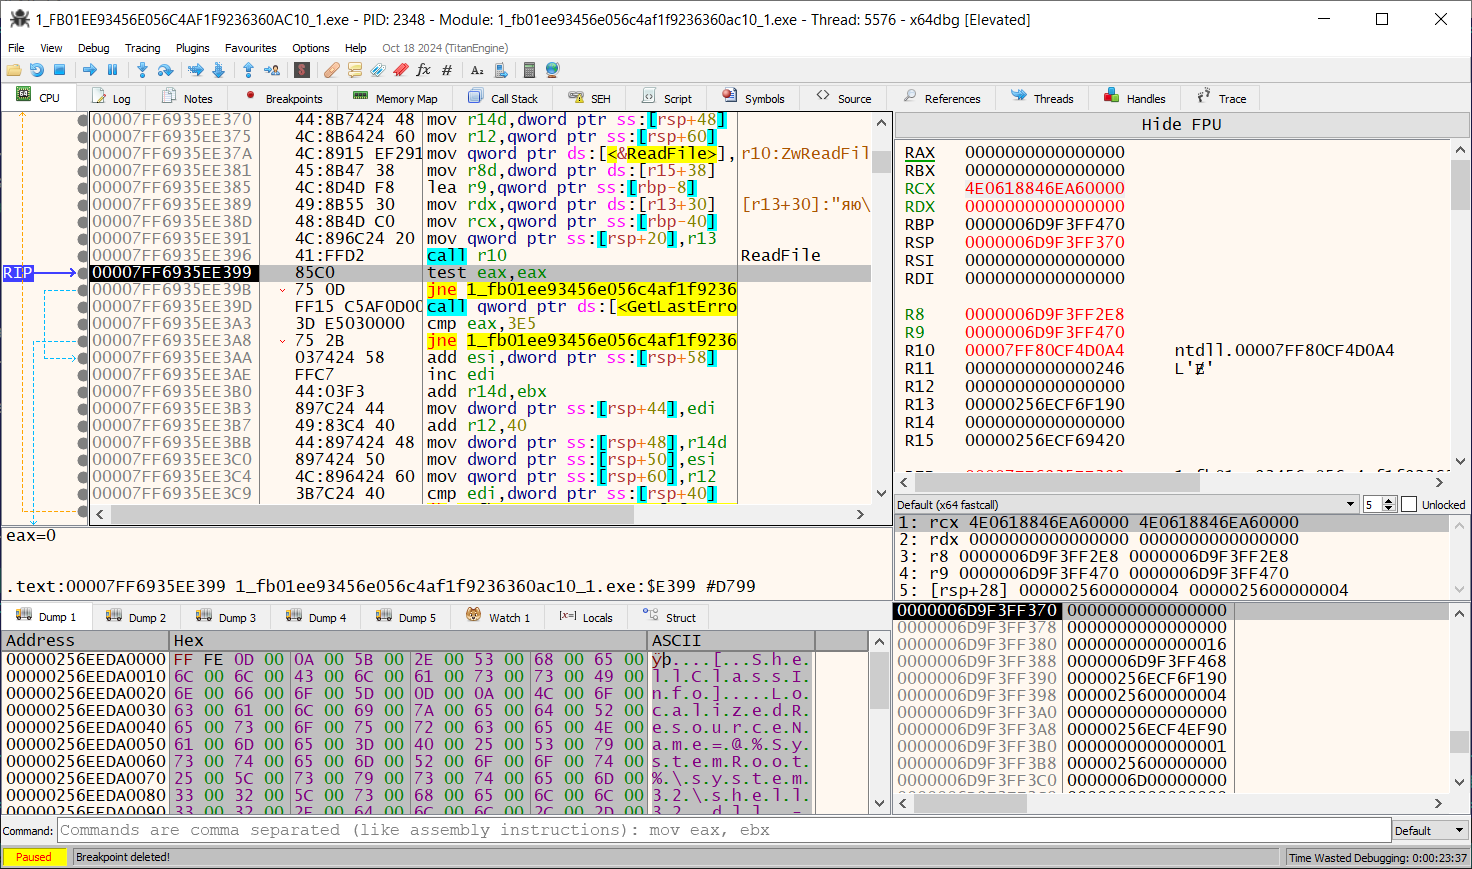 1_FB01EE93456E056C4AF1F9236360AC10_1.exe - PID: 2348 - Module: 1_fb01ee93456e056c4af1f9236360ac10_1.exe - Thread: 5576 - x64dbg [Elevated]
File View Debug Tracing Plugins Favourites Options Help Oct 18 2024 (TitanEngine)
CPU Log Notes Breakpoints Memory Map Call Stack SEH Script Symbols Source References Threads Handles Trace
00007FF6935EE370 44:8B7424 48 mov r14d,dword ptr ss:[rsp+48]
00007FF6935EE375 4C:8B6424 60 mov r12,qword ptr ss:[rsp+60]
00007FF6935EE37A 4C:8915 EF291 mov qword ptr ds:[<&ReadFile>], r10:ZwReadFil
00007FF6935EE381 45:8B47 38 mov r8d,dword ptr ds:[r15+38]
00007FF6935EE385 4C:8D4D F8 lea r9,qword ptr ss:[rbp-8]
00007FF6935EE389 49:8B55 30 mov rdx,qword ptr ds:[r13+30] [r13+30]:"яю\
00007FF6935EE38D 48:8B4D C0 mov rcx,qword ptr ss:[rbp-40]
00007FF6935EE391 4C:896C24 20 mov qword ptr ss:[rsp+20],r13
00007FF6935EE396 41:FFD2 call r10 ReadFile
RIP 00007FF6935EE399 85C0 test eax,eax
00007FF6935EE39B 75 0D jne 1_fb01ee93456e056c4af1f9236
00007FF6935EE39D FF15 C5AF0D00 call qword ptr ds:[<GetLastErro
00007FF6935EE3A3 3D E5030000 cmp eax,3E5
00007FF6935EE3A8 75 2B jne 1_fb01ee93456e056c4af1f9236
00007FF6935EE3AA 037424 58 add esi,dword ptr ss:[rsp+58]
00007FF6935EE3AE FFC7 inc edi
00007FF6935EE3B0 44:03F3 add r14d,ebx
00007FF6935EE3B3 897C24 44 mov dword ptr ss:[rsp+44],edi
00007FF6935EE3B7 49:83C4 40 add r12,40
00007FF6935EE3BB 44:897424 48 mov dword ptr ss:[rsp+48],r14d
00007FF6935EE3C0 897424 50 mov dword ptr ss:[rsp+50],esi
00007FF6935EE3C4 4C:896424 60 mov qword ptr ss:[rsp+60],r12
00007FF6935EE3C9 3B7C24 40 cmp edi,dword ptr ss:[rsp+40]
eax=0
.text:00007FF6935EE399 1_fb01ee93456e056c4af1f9236360ac10_1.exe:$E399 #D799
Hide FPU
RAX 0000000000000000
RBX 0000000000000000
RCX 4E0618846EA60000
RDX 0000000000000000
RBP 0000006D9F3FF470
RSP 0000006D9F3FF370
RSI 0000000000000000
RDI 0000000000000000
R8 0000006D9F3FF2E8
R9 0000006D9F3FF470
R10 00007FF80CF4D0A4 ntdll.00007FF80CF4D0A4
R11 0000000000000246
R12 0000000000000000
R13 00000256ECF6F190
R14 0000000000000000
R15 00000256ECF69420
Default (x64 fastcall) 5 Unlocked
1: rcx 4E0618846EA60000 4E0618846EA60000
2: rdx 0000000000000000 0000000000000000
3: r8 0000006D9F3FF2E8 0000006D9F3FF2E8
4: r9 0000006D9F3FF470 0000006D9F3FF470
5: [rsp+28] 0000025600000004 0000025600000004
Dump 1 Dump 2 Dump 3 Dump 4 Dump 5 Watch 1 [x=] Locals Struct
Address Hex ASCII
00000256EEDA0000 FF FE 0D 00 0A 00 5B 00 2E 00 53 00 68 00 65 00 ÿþ....[...S.h.e.
00000256EEDA0010 6C 00 6C 00 43 00 6C 00 61 00 73 00 73 00 49 00 l.l.C.l.a.s.s.I.
00000256EEDA0020 6E 00 66 00 6F 00 5D 00 0D 00 0A 00 4C 00 6F 00 n.f.o.].....L.o.
00000256EEDA0030 63 00 61 00 6C 00 69 00 7A 00 65 00 64 00 52 00 c.a.l.i.z.e.d.R.
00000256EEDA0040 65 00 73 00 6F 00 75 00 72 00 63 00 65 00 4E 00 e.s.o.u.r.c.e.N.
00000256EEDA0050 61 00 6D 00 65 00 3D 00 40 00 25 00 53 00 79 00 a.m.e.=.@.%.S.y.
00000256EEDA0060 73 00 74 00 65 00 6D 00 52 00 6F 00 6F 00 74 00 s.t.e.m.R.o.o.t.
00000256EEDA0070 25 00 5C 00 73 00 79 00 73 00 74 00 65 00 6D 00 %.\.s.y.s.t.e.m.
00000256EEDA0080 33 00 32 00 5C 00 73 00 68 00 65 00 6C 00 6C 00 3.2.\.s.h.e.l.l.
00000256EEDA0090 33 00 32 00 2E 00 64 00 6C 00 6C 00 2C 00 2D 00 3.2...d.l.l.,.-.
0000006D9F3FF370 0000000000000000
0000006D9F3FF378 0000000000000000
0000006D9F3FF380 0000000000000016
0000006D9F3FF388 0000006D9F3FF468
0000006D9F3FF390 00000256ECF6F190
0000006D9F3FF398 0000025600000004
0000006D9F3FF3A0 0000000000000000
0000006D9F3FF3A8 00000256ECF4EF90
0000006D9F3FF3B0 0000000000000001
0000006D9F3FF3B8 0000025600000000
0000006D9F3FF3C0 0000006D00000000
Command: Commands are comma separated (like assembly instructions): mov eax, ebx Default
Paused Breakpoint deleted! Time Wasted Debugging: 0:00:23:37